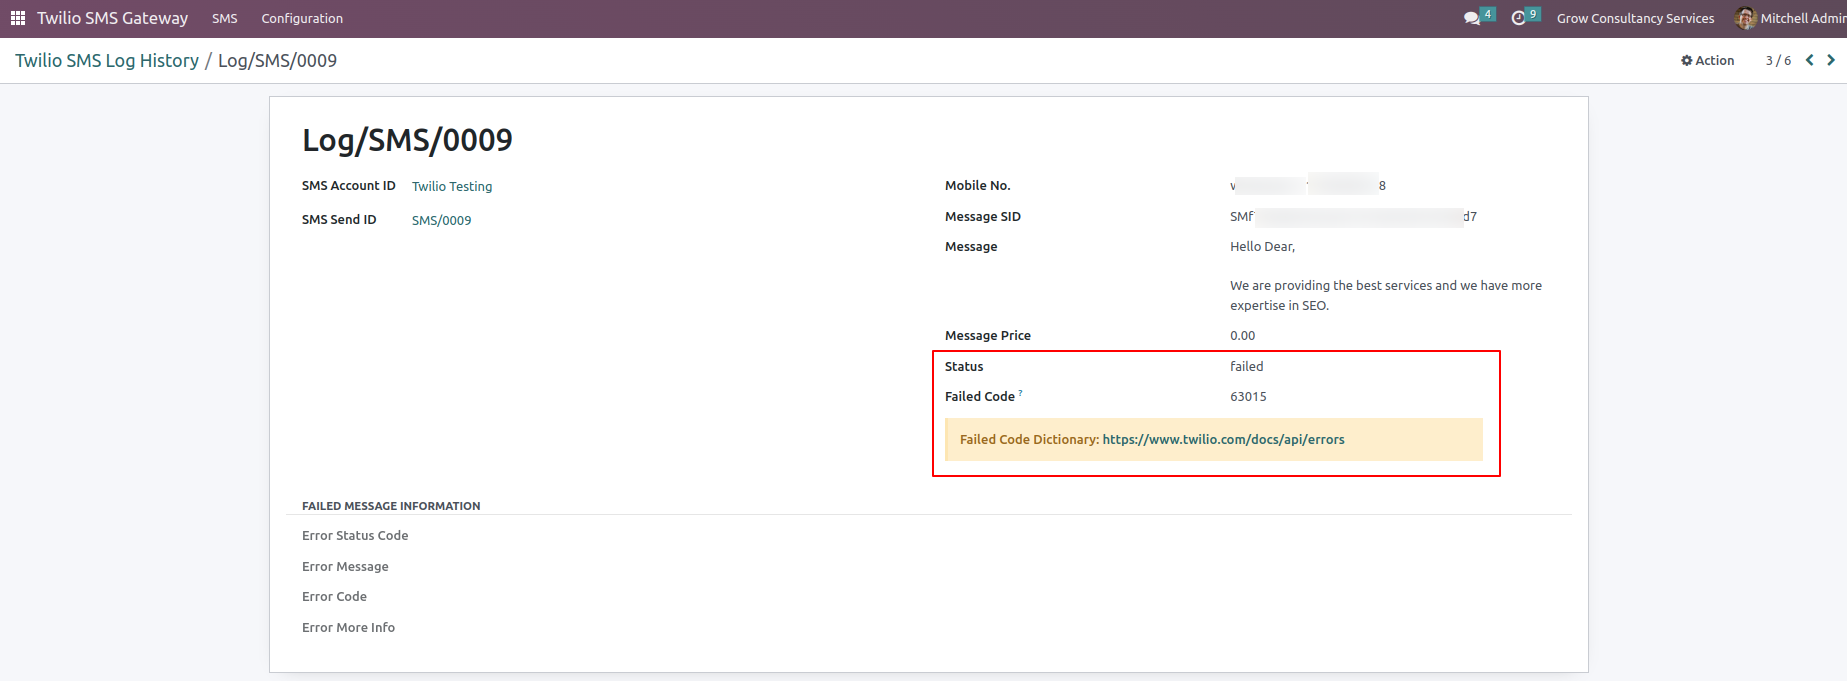 Twilio SMS Gateway SMS Configuration 4 9 Grow Consultancy Services Mitchell Admin
Twilio SMS Log History / Log/SMS/0009 Action 3 / 6
Log/SMS/0009
SMS Account ID Twilio Testing
SMS Send ID SMS/0009
Mobile No. 8
Message SID SMf d7
Message Hello Dear,
We are providing the best services and we have more
expertise in SEO.
Message Price 0.00
Status failed
Failed Code ? 63015
Failed Code Dictionary: https://www.twilio.com/docs/api/errors
FAILED MESSAGE INFORMATION
Error Status Code
Error Message
Error Code
Error More Info